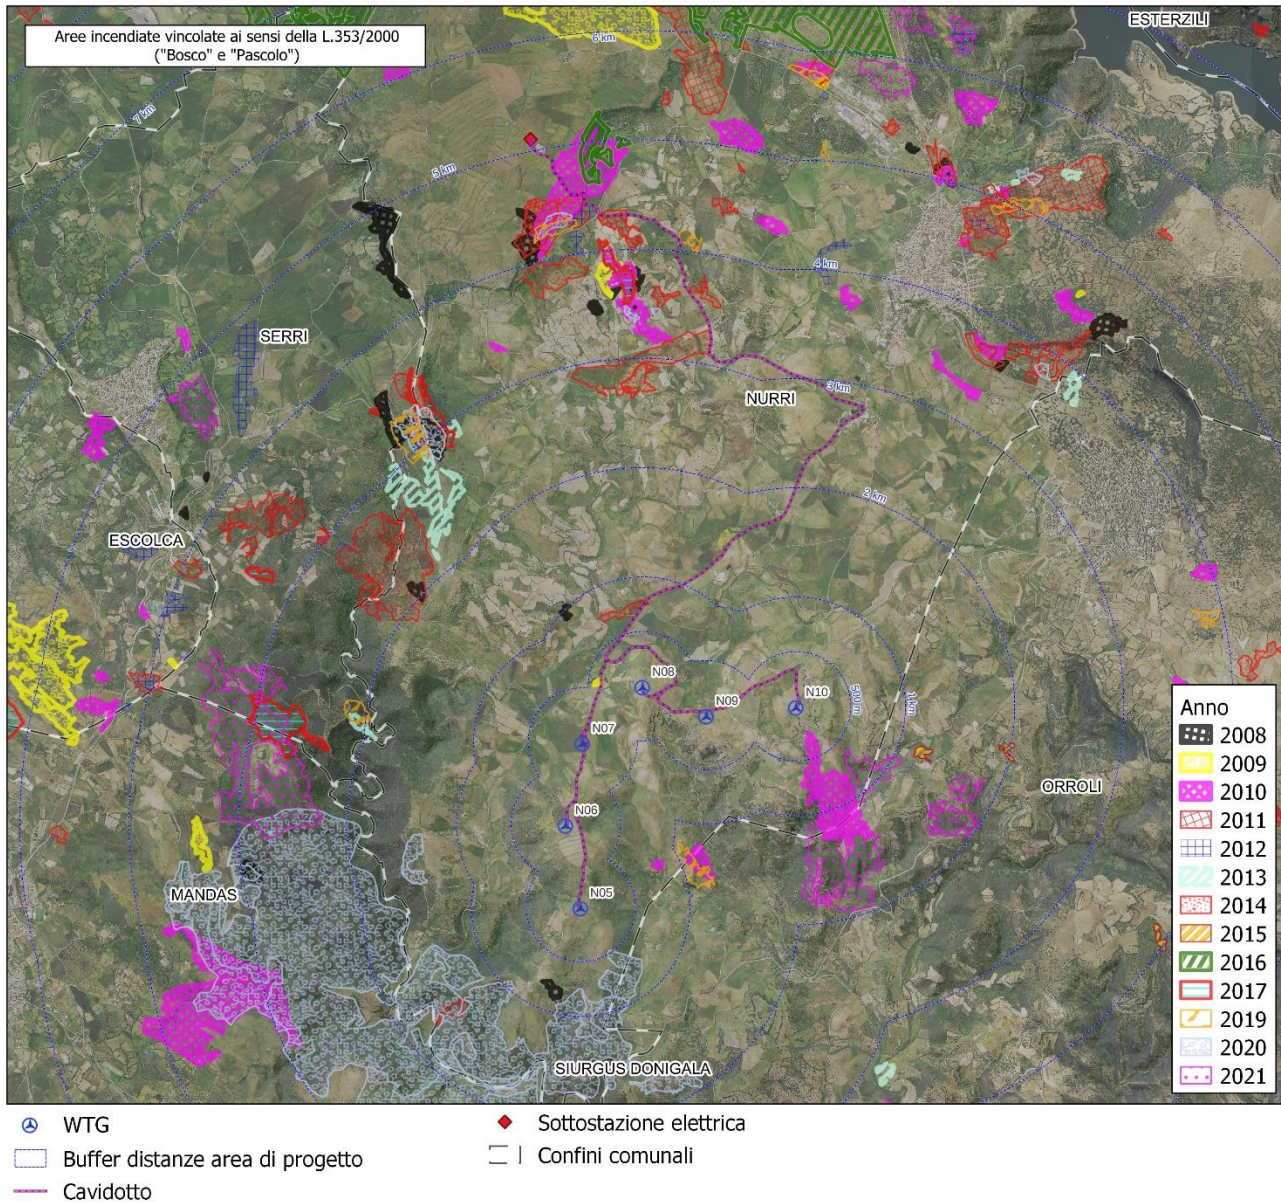 Aree incendiate vincolate ai sensi della L.353/2000
("Bosco" e "Pascolo")
ESTERZILI
6 km
7 km
5 km
4 km
SERRI
3 km
NURRI
2 km
ESCOLCA
N08
N09
N10
500 m
1 km
N07
ORROLI
N06
MANDAS
N05
SIURGUS DONIGALA
Anno
2008
2009
2010
2011
2012
2013
2014
2015
2016
2017
2019
2020
2021
WTG
Buffer distanze area di progetto
Cavidotto
Sottostazione elettrica
Confini comunali